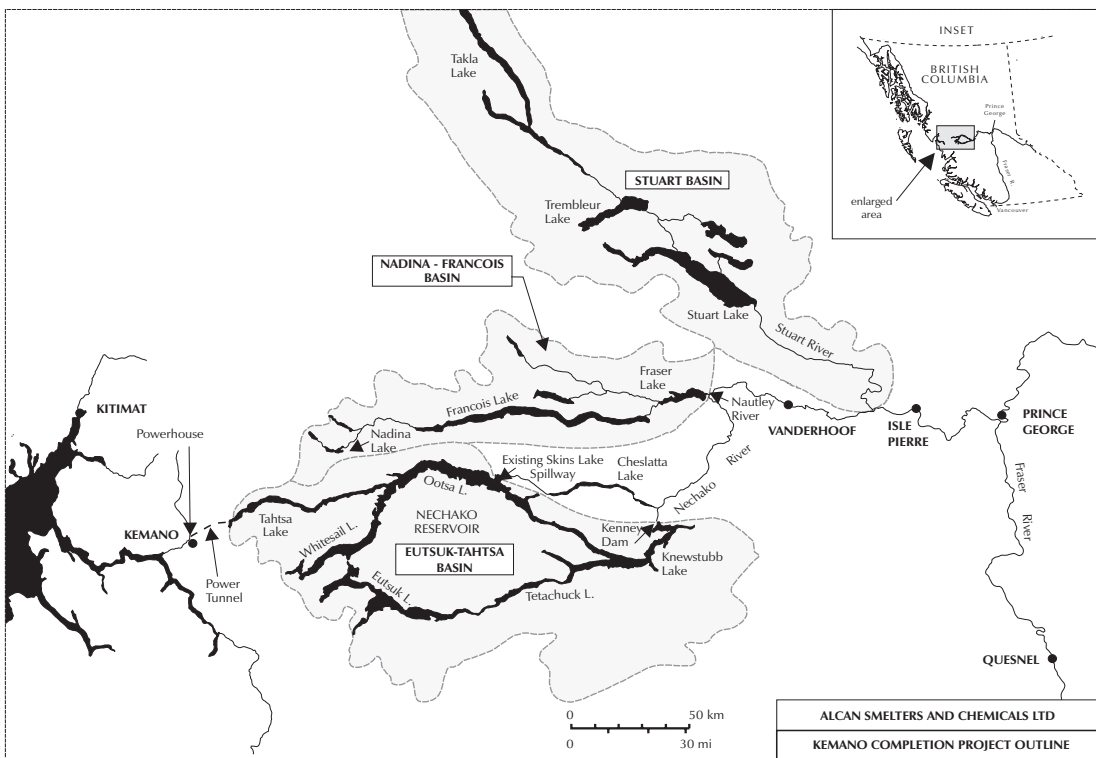 INSET
BRITISH
COLUMBIA
Prince
George
Fraser R.
Vancouver
enlarged
area
Takla
Lake
STUART BASIN
Trembleur
Lake
NADINA - FRANCOIS
BASIN
Stuart Lake
Stuart River
Fraser
Lake
Francois Lake
Nautley
River
VANDERHOOF
ISLE
PIERRE
PRINCE
GEORGE
KITIMAT
Powerhouse
Nadina
Lake
Existing Skins Lake
Spillway
Cheslatta
Lake
River
Nechako
Ootsa L.
Fraser
River
Tahtsa
Lake
NECHAKO
RESERVOIR
Kenney
Dam
KEMANO
Whitesail L.
EUTSUK-TAHTSA
BASIN
Knewstubb
Lake
Power
Tunnel
Eutsuk L.
Tetachuck L.
QUESNEL
0 50 km
0 30 mi
ALCAN SMELTERS AND CHEMICALS LTD
KEMANO COMPLETION PROJECT OUTLINE